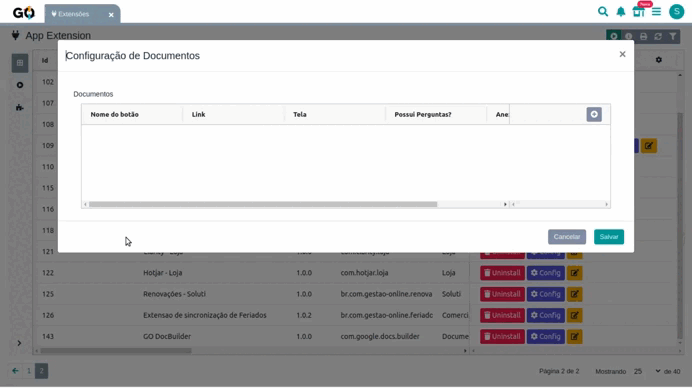 GO
Extensões ×
Novo
S
App Extension
Configuração de Documentos ×
Documentos
Nome do botão Link Tela Possui Perguntas? Ane
Cancelar Salvar
Id
102
107
108
109
110
115
116
118
121
122 Hotjar - Loja 1.0.0 com.hotjar.loja Loja Uninstall Config
125 Renovações - Soluti 1.0.0 br.com.gestao-online.renova Soluti Uninstall Config
126 Extensao de sincronização de Feriados 1.0.2 br.com.gestao-online.feriado Comerci Uninstall Config
143 GO DocBuilder 1.0.0 com.google.docs.builder Docume Uninstall Config
1 2 Página 2 de 2 Mostrando 25 de 40